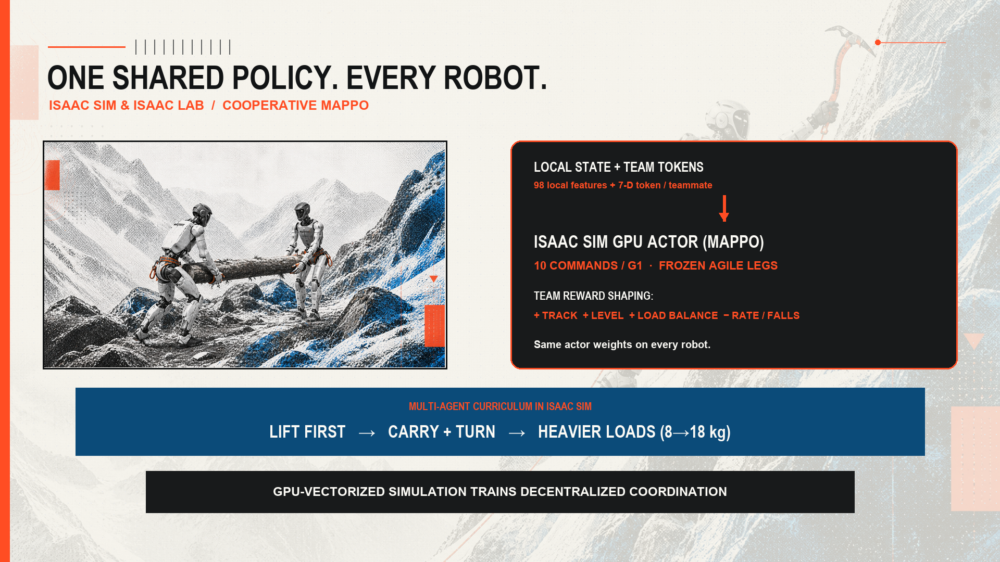 ONE SHARED POLICY. EVERY ROBOT.
ISAAC SIM & ISAAC LAB / COOPERATIVE MAPPO
LOCAL STATE + TEAM TOKENS
98 local features + 7-D token / teammate
ISAAC SIM GPU ACTOR (MAPPO)
10 COMMANDS / G1 · FROZEN AGILE LEGS
TEAM REWARD SHAPING:
+ TRACK + LEVEL + LOAD BALANCE − RATE / FALLS
Same actor weights on every robot.
MULTI-AGENT CURRICULUM IN ISAAC SIM
LIFT FIRST → CARRY + TURN → HEAVIER LOADS (8→18 kg)
GPU-VECTORIZED SIMULATION TRAINS DECENTRALIZED COORDINATION